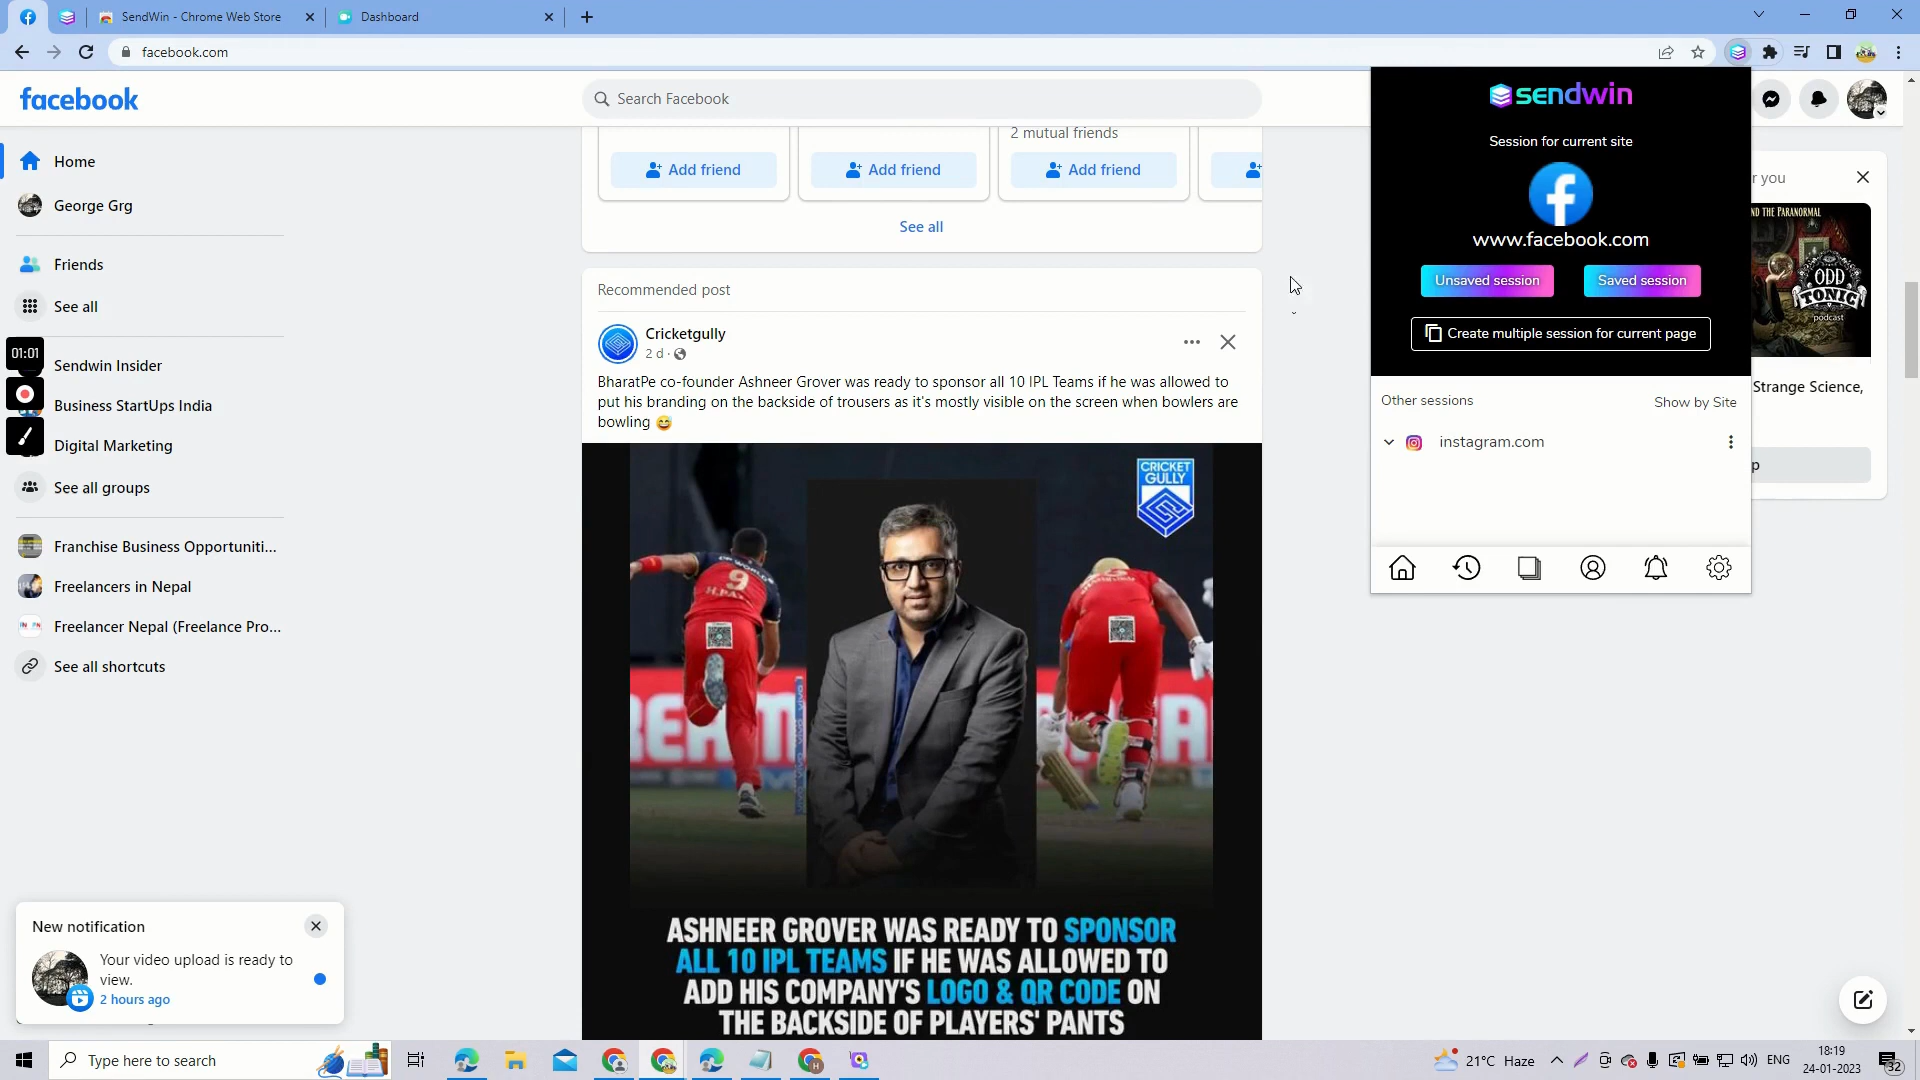 SendWin - Chrome Web Store
Dashboard
facebook.com
facebook
Search Facebook
Home
George Grg
Friends
See all
01:01
Sendwin Insider
Business StartUps India
Digital Marketing
See all groups
Franchise Business Opportuniti...
Freelancers in Nepal
Freelancer Nepal (Freelance Pro...
See all shortcuts
New notification
Your video upload is ready to
view.
2 hours ago
2 mutual friends
Add friend
Add friend
Add friend
See all
Recommended post
Cricketgully
2 d ·
BharatPe co-founder Ashneer Grover was ready to sponsor all 10 IPL Teams if he was allowed to
put his branding on the backside of trousers as it's mostly visible on the screen when bowlers are
bowling 😅
CRICKET
GULLY
9
H.PAT
ASHNEER GROVER WAS READY TO SPONSOR
ALL 10 IPL TEAMS IF HE WAS ALLOWED TO
ADD HIS COMPANY'S LOGO & QR CODE ON
THE BACKSIDE OF PLAYERS' PANTS
sendwin
Session for current site
www.facebook.com
Unsaved session
Saved session
Create multiple session for current page
Other sessions
Show by Site
instagram.com
r you
ND THE PARANORMAL
ODD
TONIC
podcast
Strange Science,
p
Type here to search
21°C Haze
ENG
18:19
24-01-2023
32